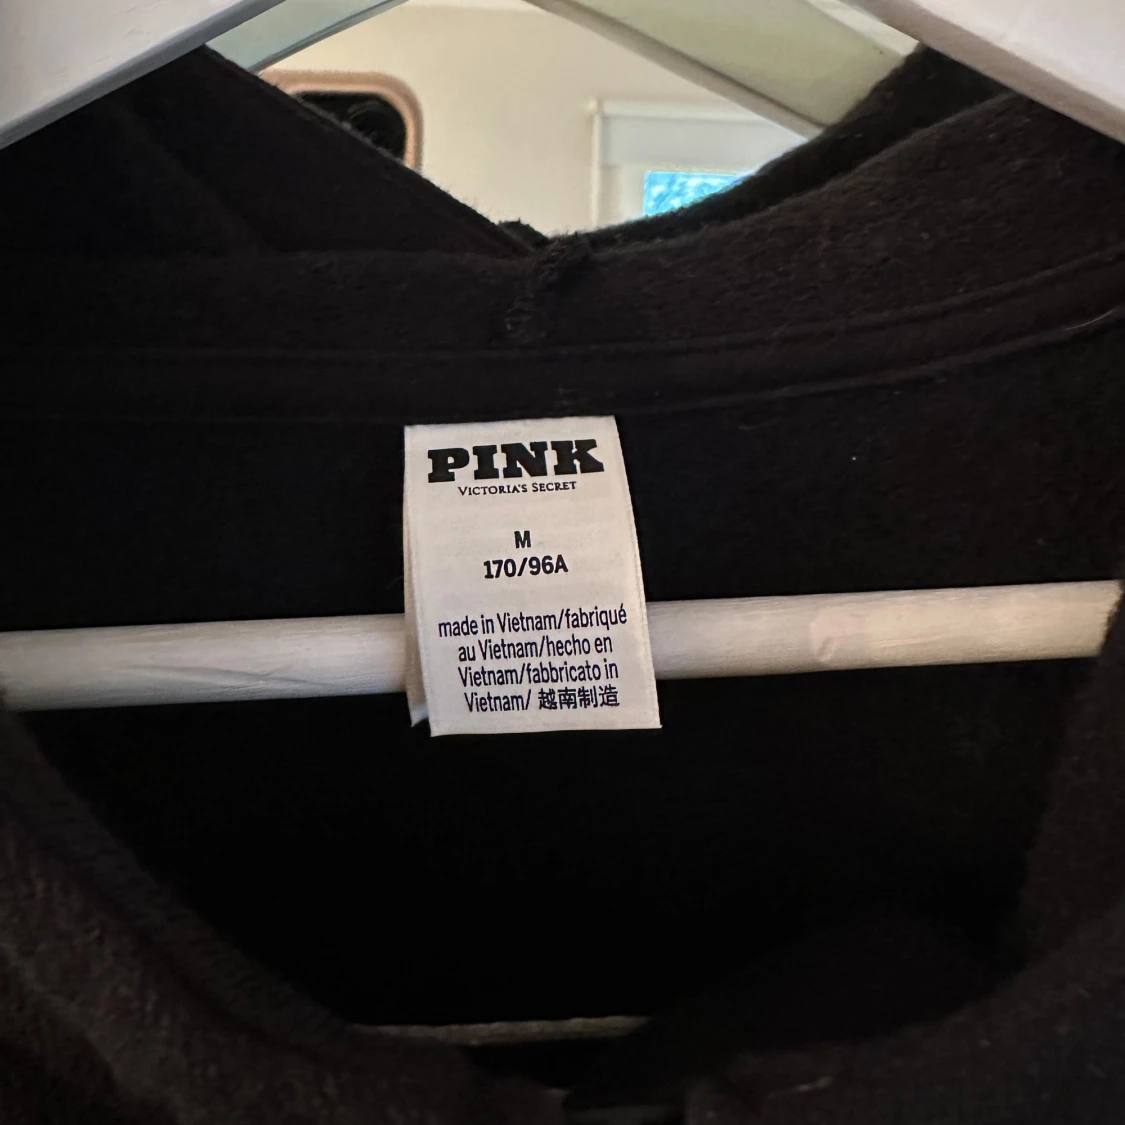 PINK
VICTORIA'S SECRET
M
170/96A
made in Vietnam/fabriqué
au Vietnam/hecho en
Vietnam/fabbricato in
Vietnam/ 越南制造